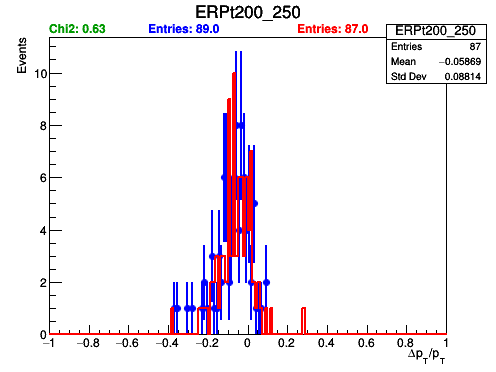 ERPt200_250
Chi2: 0.63 Entries: 89.0 Entries: 87.0
ERPt200_250
Entries 87
Mean −0.05869
Std Dev 0.08814
Events
10
8
6
4
2
0
−1 −0.8 −0.6 −0.4 −0.2 0 0.2 0.4 0.6 0.8 1
Δp_T/p_T